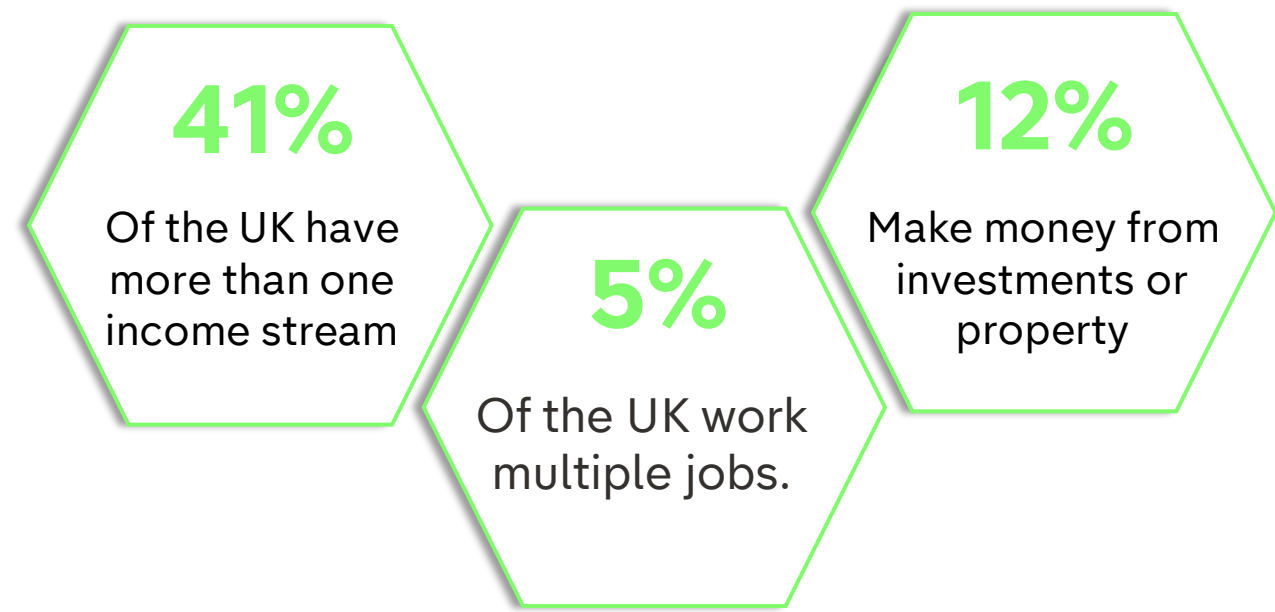 41%
Of the UK have
more than one
income stream
5%
Of the UK work
multiple jobs.
12%
Make money from
investments or
property